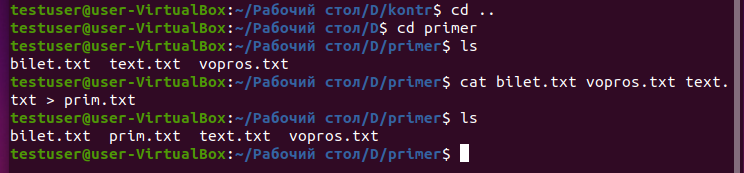 testuser@user-VirtualBox:~/Рабочий стол/D/kontr$ cd ..
testuser@user-VirtualBox:~/Рабочий стол/D$ cd primer
testuser@user-VirtualBox:~/Рабочий стол/D/primer$ ls
bilet.txt  text.txt  vopros.txt
testuser@user-VirtualBox:~/Рабочий стол/D/primer$ cat bilet.txt vopros.txt text.
txt > prim.txt
testuser@user-VirtualBox:~/Рабочий стол/D/primer$ ls
bilet.txt  prim.txt  text.txt  vopros.txt
testuser@user-VirtualBox:~/Рабочий стол/D/primer$